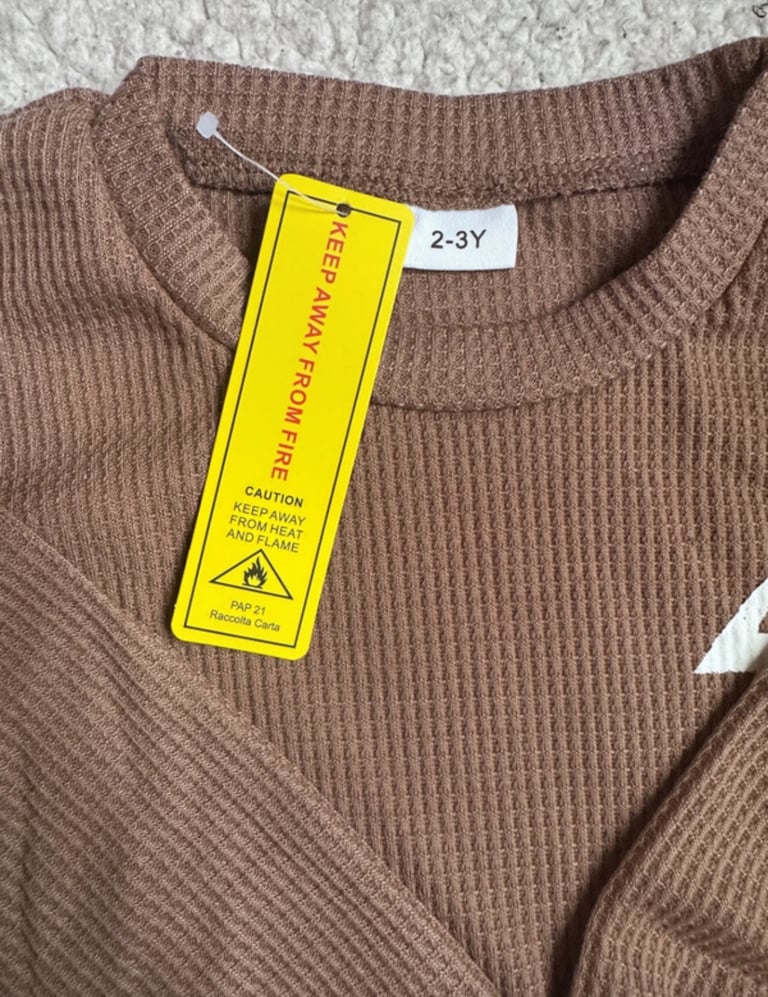 2-3Y
KEEP AWAY FROM FIRE
CAUTION
KEEP AWAY
FROM HEAT
AND FLAME
PAP 21
Raccolta Carta